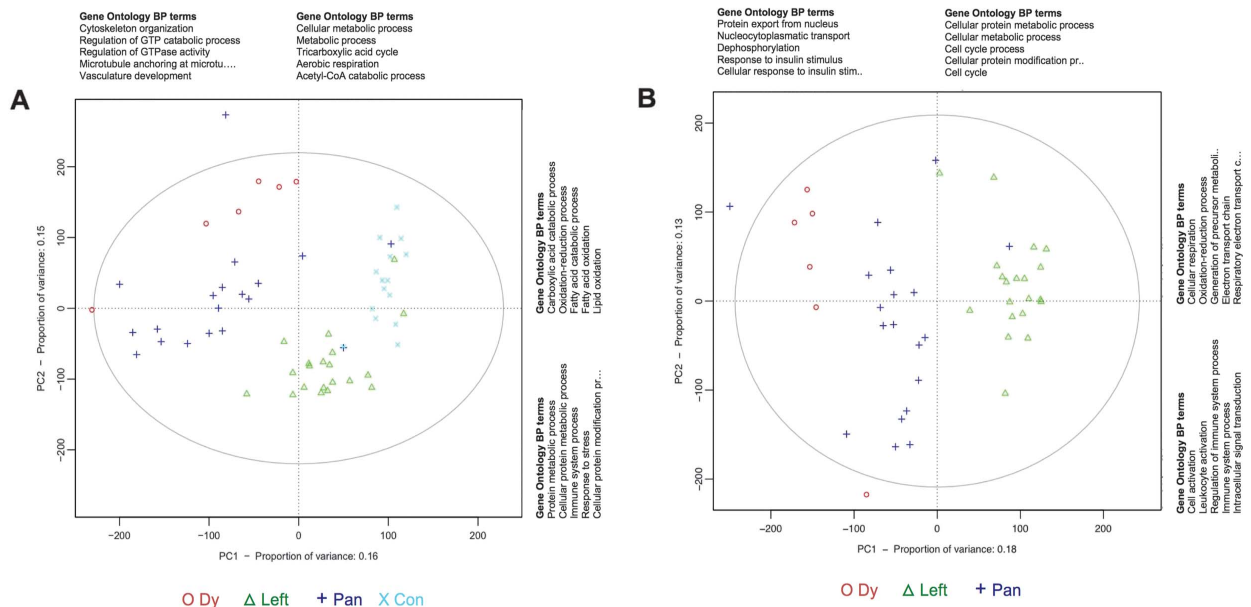 Gene Ontology BP terms
Cytoskeleton organization
Regulation of GTP catabolic process
Regulation of GTPase activity
Microtubule anchoring at microtu....
Vasculature development
Gene Ontology BP terms
Cellular metabolic process
Metabolic process
Tricarboxylic acid cycle
Aerobic respiration
Acetyl-CoA catabolic process
A
200
100
0
−100
−200
PC2 − Proportion of variance: 0.15
−200
−100
0
100
200
PC1 − Proportion of variance: 0.16
Gene Ontology BP terms
Carboxylic acid catabolic process
Oxidation-reduction process
Fatty acid catabolic process
Fatty acid oxidation
Lipid oxidation
Gene Ontology BP terms
Protein metabolic process
Cellular protein metabolic process
Immune system process
Response to stress
Cellular protein modification pr...
O Dy △ Left + Pan X Con
Gene Ontology BP terms
Protein export from nucleus
Nucleocytoplasmatic transport
Dephosphorylation
Response to insulin stimulus
Cellular response to insulin stim..
Gene Ontology BP terms
Cellular protein metabolic process
Cellular metabolic process
Cell cycle process
Cellular protein modification pr..
Cell cycle
B
200
100
0
−100
−200
PC2 − Proportion of variance: 0.13
−200
−100
0
100
200
PC1 − Proportion of variance: 0.18
Gene Ontology BP terms
Cellular respiration
Oxidation-reduction process
Generation of precursor metaboli..
Electron transport chain
Respiratory electron transport c...
Gene Ontology BP terms
Cell activation
Leukocyte activation
Regulation of immune system process
Immune system process
Intracellular signal transduction
O Dy △ Left + Pan